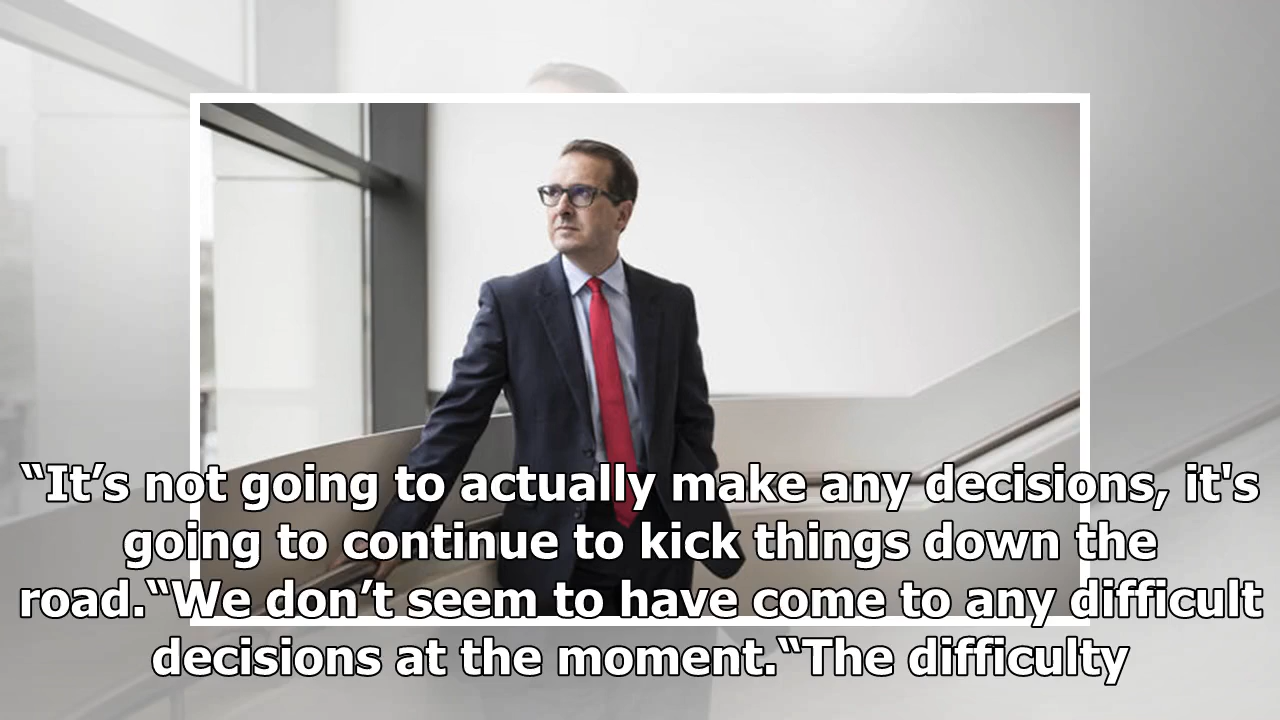 “It’s not going to actually make any decisions, it's
going to continue to kick things down the
road.“We don’t seem to have come to any difficult
decisions at the moment.“The difficulty